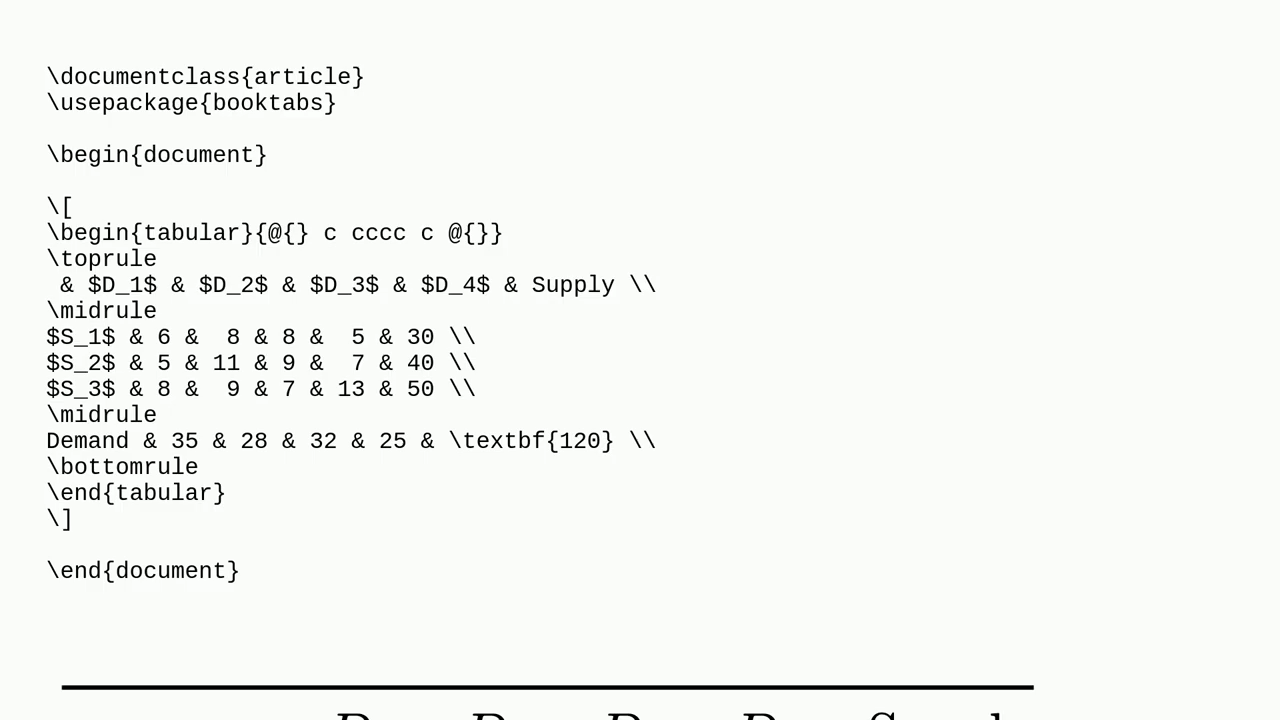 \documentclass{article}
\usepackage{booktabs}

\begin{document}

\[
\begin{tabular}{@{} c cccc c @{}}
\toprule
 & $D_1$ & $D_2$ & $D_3$ & $D_4$ & Supply \\
\midrule
$S_1$ & 6 &  8 & 8 &  5 & 30 \\
$S_2$ & 5 & 11 & 9 &  7 & 40 \\
$S_3$ & 8 &  9 & 7 & 13 & 50 \\
\midrule
Demand & 35 & 28 & 32 & 25 & \textbf{120} \\
\bottomrule
\end{tabular}
\]

\end{document}